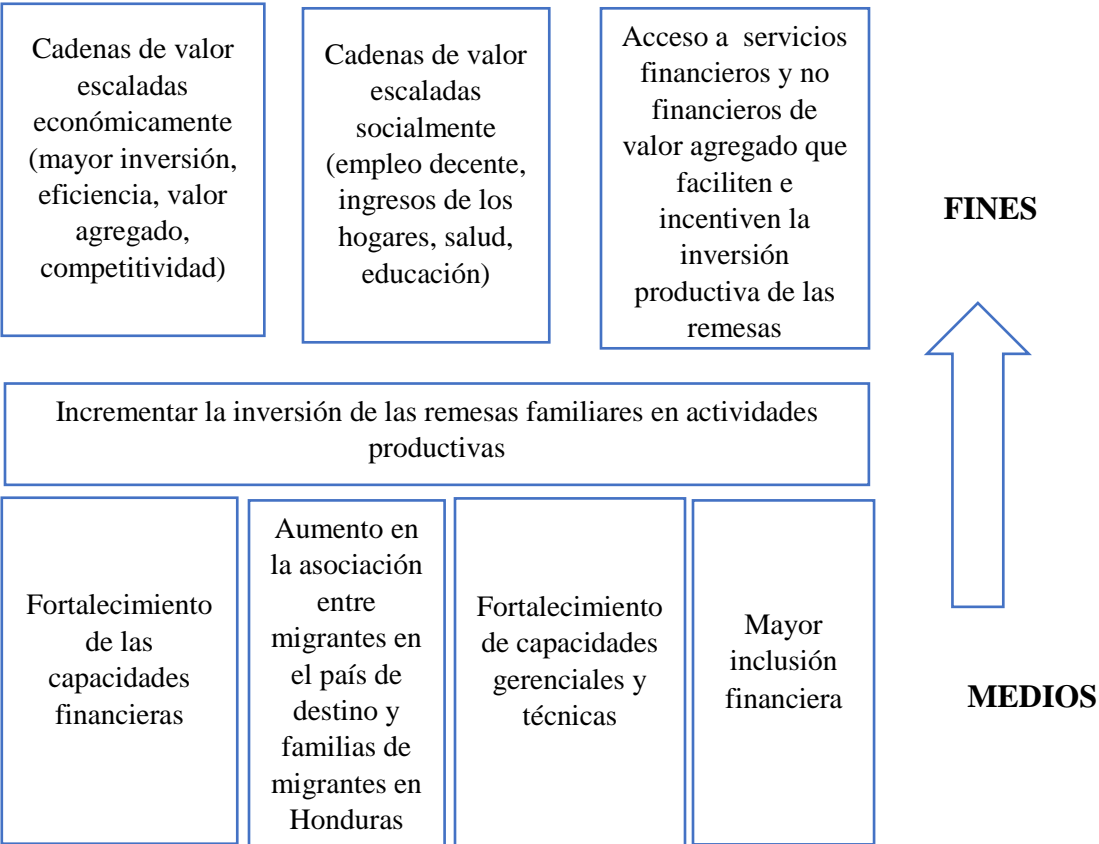 Cadenas de valor
escaladas
económicamente
(mayor inversión,
eficiencia, valor
agregado,
competitividad)
Cadenas de valor
escaladas
socialmente
(empleo decente,
ingresos de los
hogares, salud,
educación)
Acceso a servicios
financieros y no
financieros de
valor agregado que
faciliten e
incentiven la
inversión
productiva de las
remesas
FINES
Incrementar la inversión de las remesas familiares en actividades
productivas
Fortalecimiento
de las
capacidades
financieras
Aumento en
la asociación
entre
migrantes en
el país de
destino y
familias de
migrantes en
Honduras
Fortalecimiento
de capacidades
gerenciales y
técnicas
Mayor
inclusión
financiera
MEDIOS